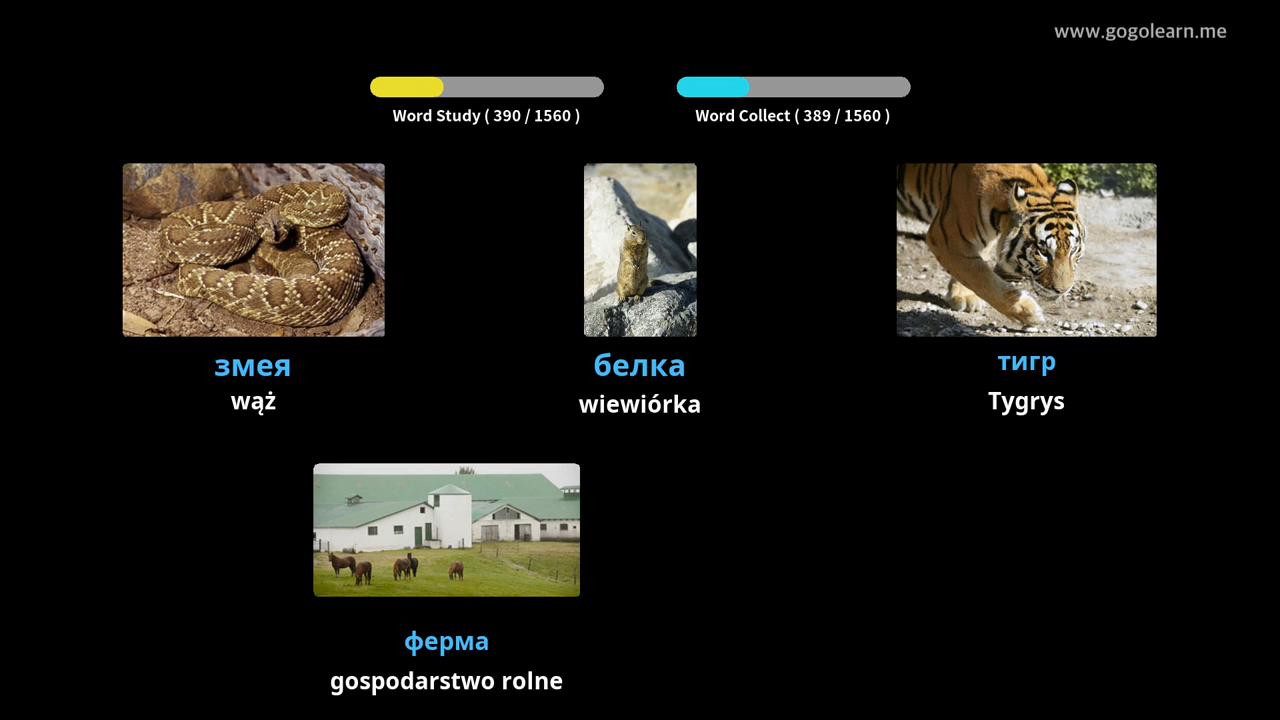 www.gogolearn.me
Word Study ( 390 / 1560 )
Word Collect ( 389 / 1560 )
змея
wąż
белка
wiewiórka
тигр
Tygrys
ферма
gospodarstwo rolne